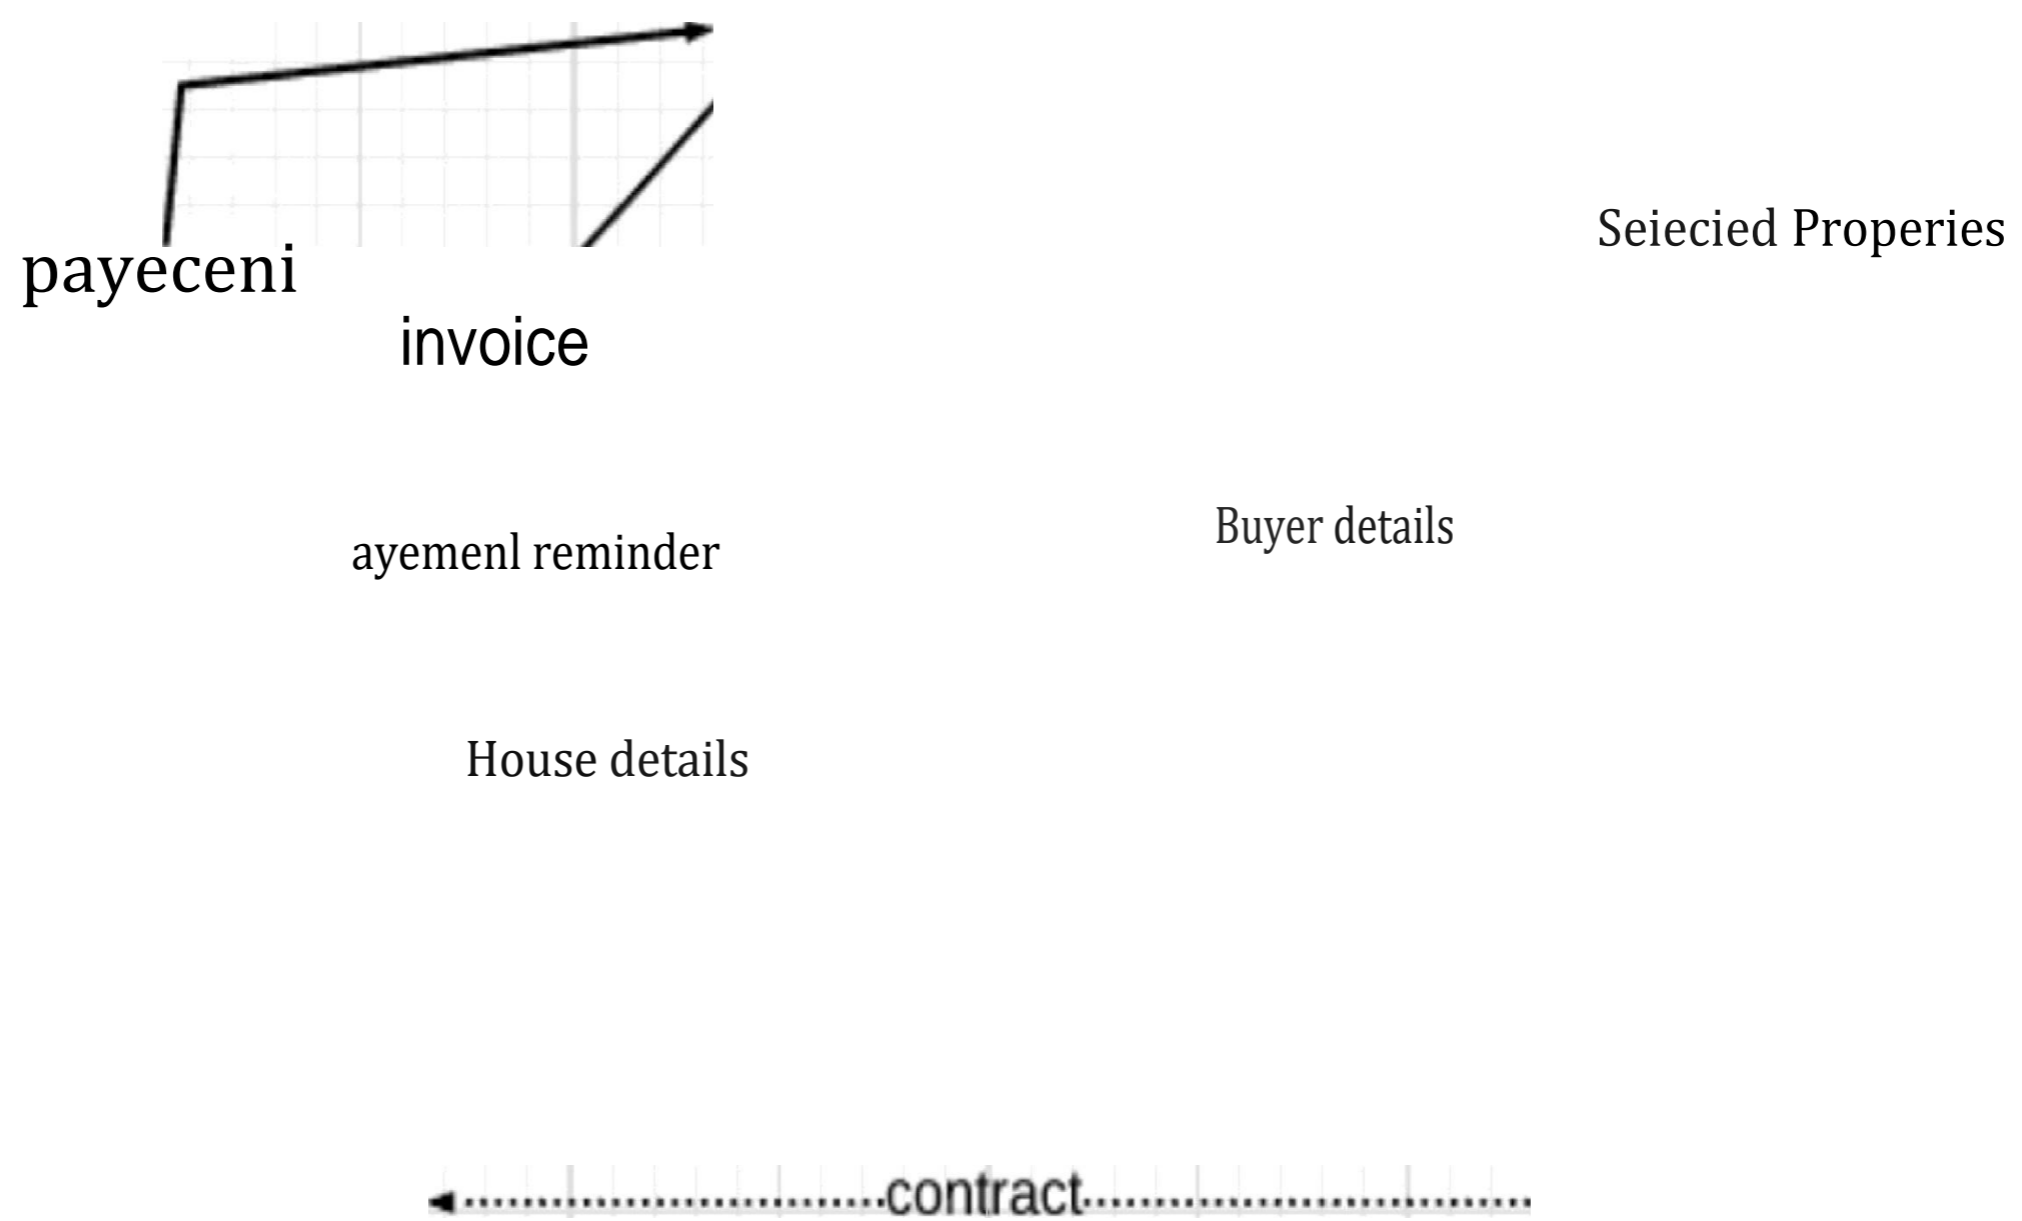 Seiecied Properies
payeceni
invoice
Buyer details
ayemenl reminder
House details
contract